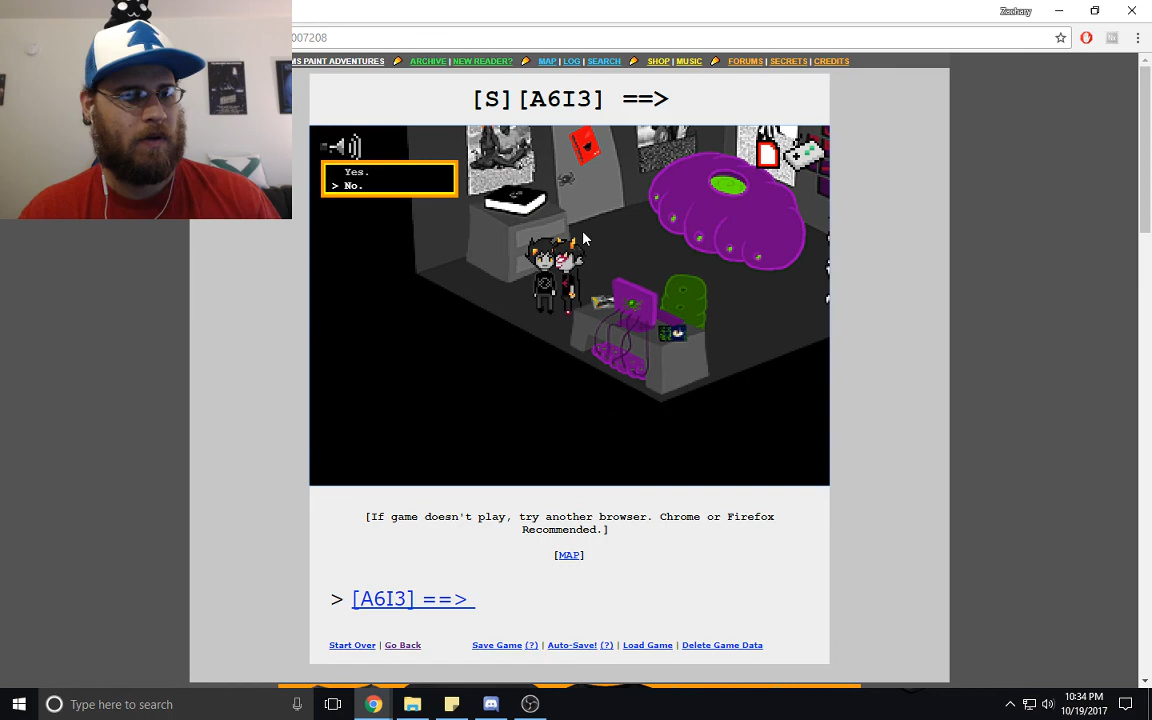 Zachary
007208
MS PAINT ADVENTURES ARCHIVE | NEW READER? MAP | LOG | SEARCH SHOP | MUSIC FORUMS | SECRETS | CREDITS
[S][A6I3] ==>
Yes.
> No.
[If game doesn't play, try another browser. Chrome or Firefox
Recommended.]
[MAP]
> [A6I3] ==>
Start Over | Go Back Save Game (?) | Auto-Save! (?) | Load Game | Delete Game Data
Type here to search
10:34 PM
10/19/2017